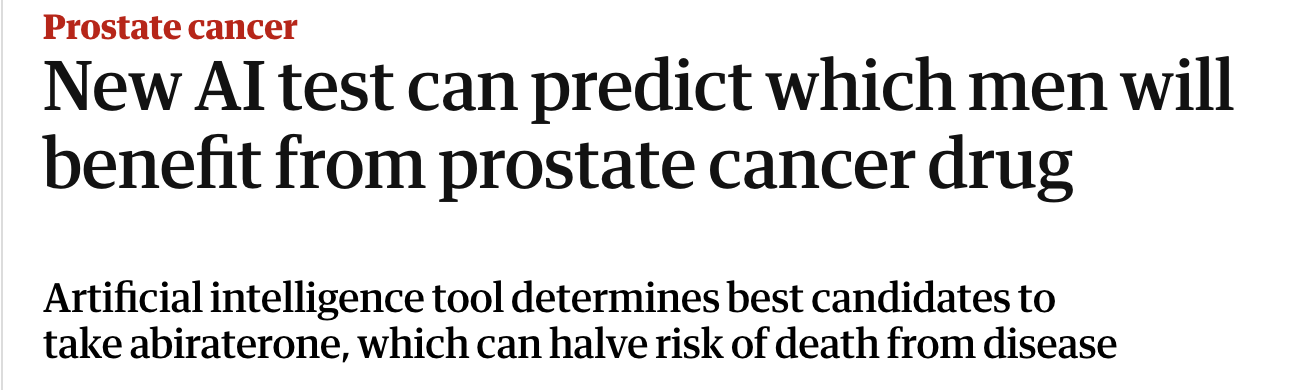 Prostate cancer
New AI test can predict which men will
benefit from prostate cancer drug
Artificial intelligence tool determines best candidates to
take abiraterone, which can halve risk of death from disease